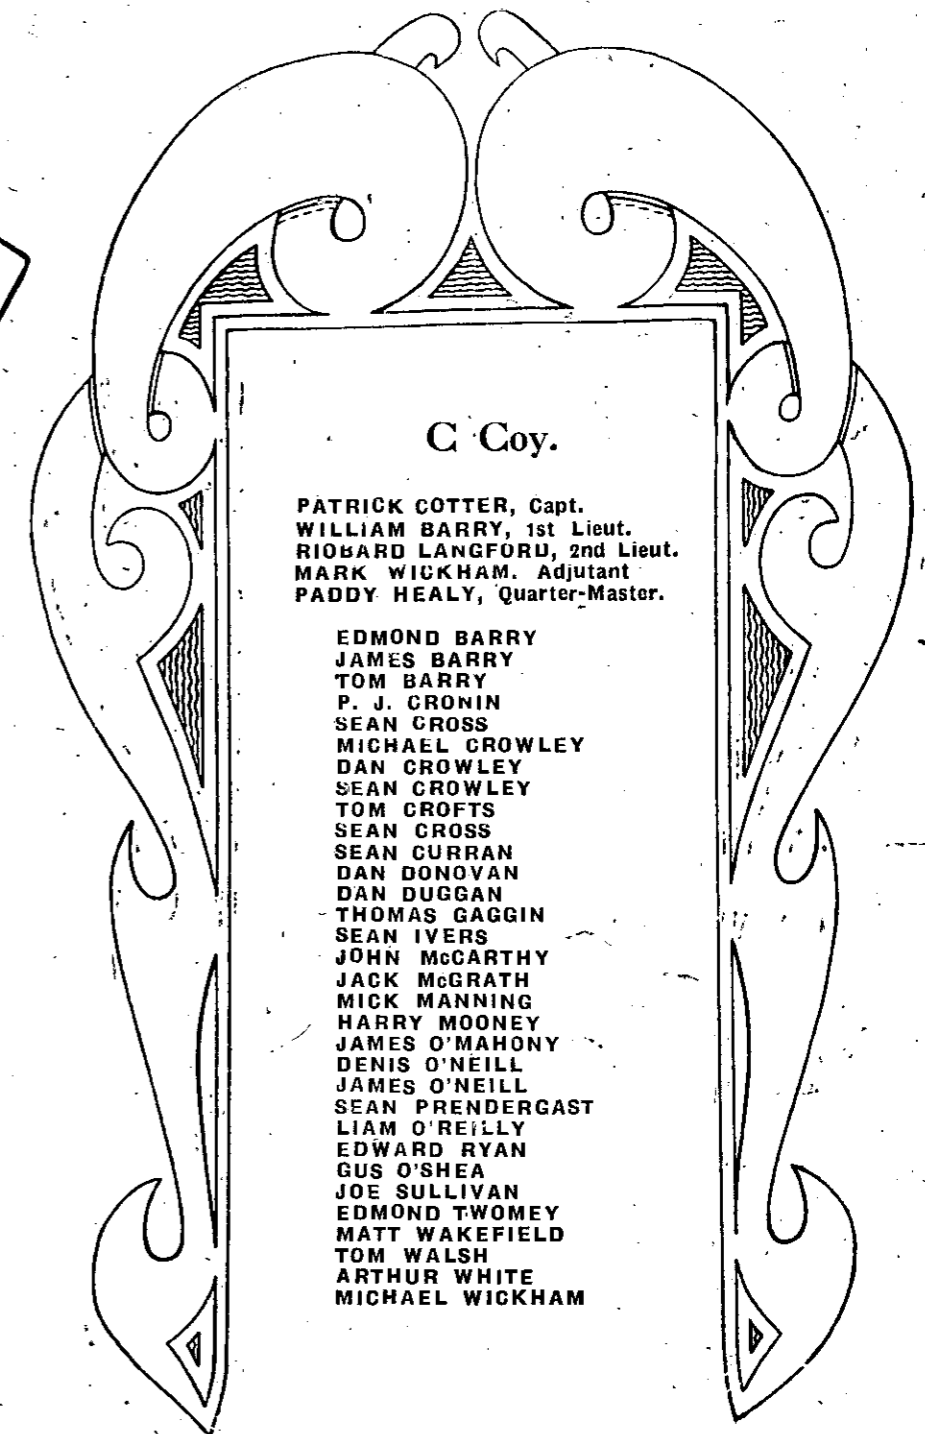 C Coy.
PATRICK COTTER, Capt.
WILLIAM BARRY, 1st Lieut.
RIOBARD LANGFORD, 2nd Lieut.
MARK WICKHAM. Adjutant
PADDY HEALY, Quarter-Master.
EDMOND BARRY
JAMES BARRY
TOM BARRY
P. J. CRONIN
SEAN CROSS
MICHAEL CROWLEY
DAN CROWLEY
SEAN CROWLEY
TOM CROFTS
SEAN CROSS
SEAN CURRAN
DAN DONOVAN
DAN DUGGAN
THOMAS GAGGIN
SEAN IVERS
JOHN McCARTHY
JACK McGRATH
MICK MANNING
HARRY MOONEY
JAMES O'MAHONY
DENIS O'NEILL
JAMES O'NEILL
SEAN PRENDERGAST
LIAM O'REILLY
EDWARD RYAN
GUS O'SHEA
JOE SULLIVAN
EDMOND TWOMEY
MATT WAKEFIELD
TOM WALSH
ARTHUR WHITE
MICHAEL WICKHAM